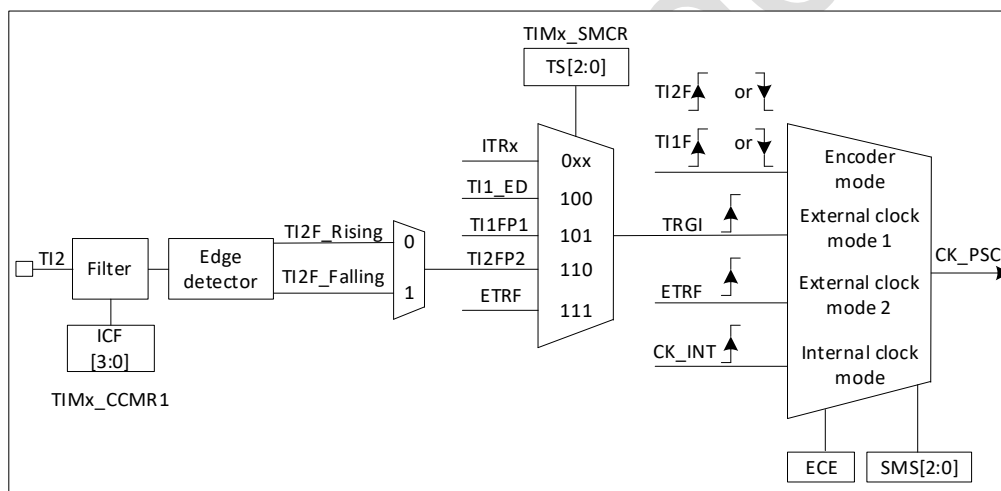 TIMx_SMCR
TS[2:0]
TI2F or
TI1F or
ITRx
0xx
TI1_ED
100
TI1FP1
101
TI2FP2
110
ETRF
111
TI2
Filter
ICF
[3:0]
TIMx_CCMR1
Edge
detector
TI2F_Rising
TI2F_Falling
0
1
TRGI
ETRF
CK_INT
Encoder
mode
External clock
mode 1
External clock
mode 2
Internal clock
mode
CK_PSC
ECE
SMS[2:0]